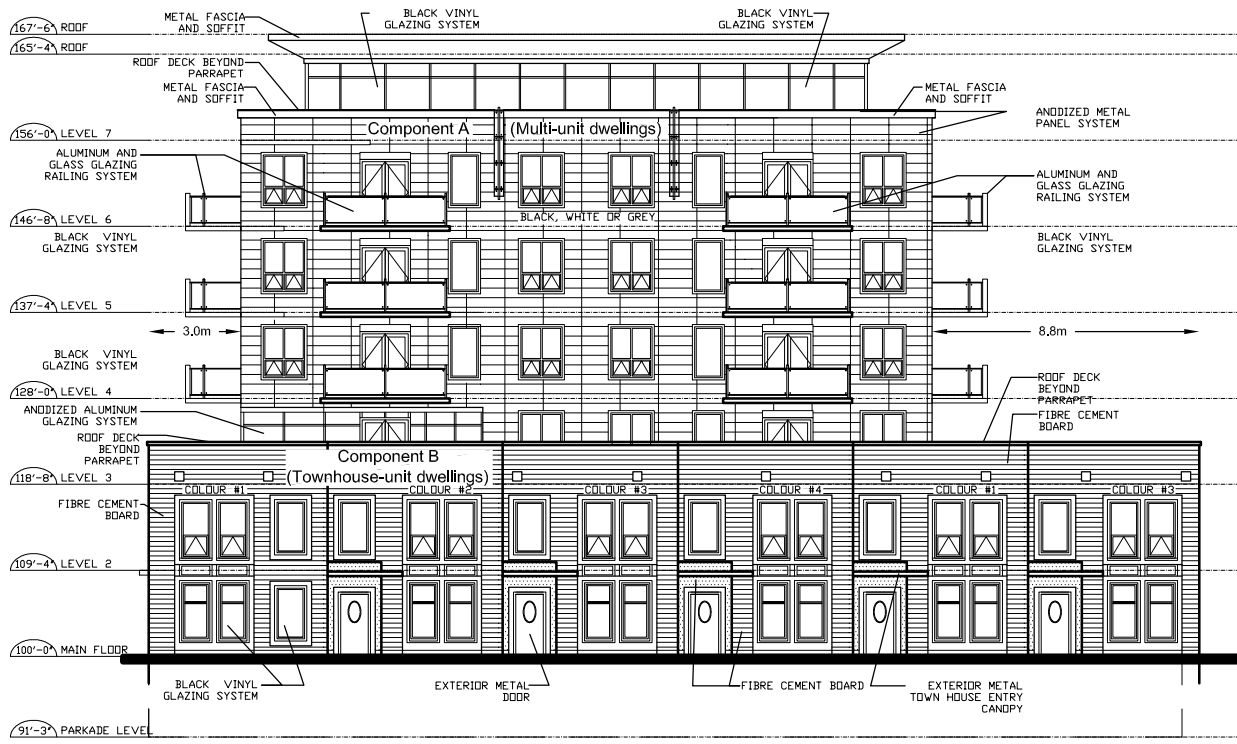 METAL FASCIA
AND SOFFIT
BLACK VINYL
GLAZING SYSTEM
BLACK VINYL
GLAZING SYSTEM
167'-6" ROOF
165'-4" ROOF
ROOF DECK BEYOND
PARRAPET
METAL FASCIA
AND SOFFIT
METAL FASCIA
AND SOFFIT
ANODIZED METAL
PANEL SYSTEM
Component A (Multi-unit dwellings)
156'-0" LEVEL 7
ALUMINUM AND
GLASS GLAZING
RAILING SYSTEM
ALUMINUM AND
GLASS GLAZING
RAILING SYSTEM
BLACK, WHITE OR GREY
146'-8" LEVEL 6
BLACK VINYL
GLAZING SYSTEM
BLACK VINYL
GLAZING SYSTEM
137'-4" LEVEL 5
3.0m
8.8m
BLACK VINYL
GLAZING SYSTEM
128'-0" LEVEL 4
ROOF DECK
BEYOND
PARRAPET
FIBRE CEMENT
BOARD
ANODIZED ALUMINUM
GLAZING SYSTEM
ROOF DECK
BEYOND
PARRAPET
Component B
(Townhouse-unit dwellings)
118'-8" LEVEL 3
COLOUR #1
COLOUR #2
COLOUR #3
COLOUR #4
COLOUR #1
COLOUR #3
FIBRE CEMENT
BOARD
109'-4" LEVEL 2
100'-0" MAIN FLOOR
BLACK VINYL
GLAZING SYSTEM
EXTERIOR METAL
DOOR
FIBRE CEMENT BOARD
EXTERIOR METAL
TOWN HOUSE ENTRY
CANOPY
91'-3" PARKADE LEVEL